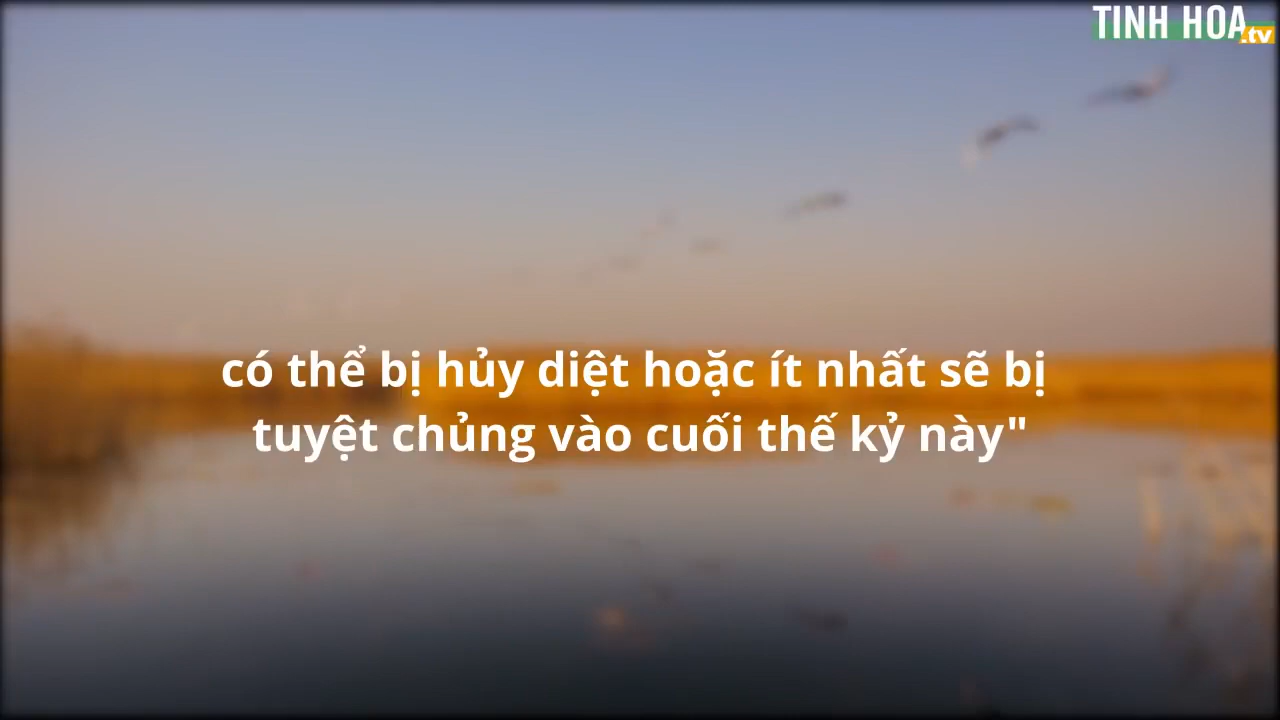 TINH HOA
.tv
có thể bị hủy diệt hoặc ít nhất sẽ bị
tuyệt chủng vào cuối thế kỷ này"